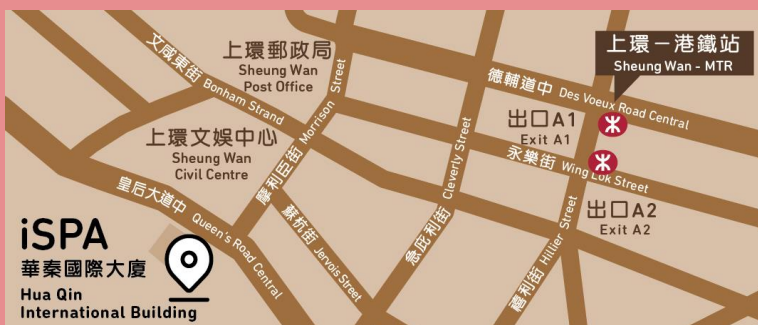 上環－港鐵站
Sheung Wan - MTR
文咸東街 Bonham Strand
上環郵政局
Sheung Wan
Post Office
德輔道中 Des Voeux Road Central
出口A1
Exit A1
上環文娛中心
Sheung Wan
Civil Centre
摩利臣街 Morrison Street
急庇利街 Cleverly Street
永樂街 Wing Lok Street
皇后大道中 Queen's Road Central
蘇杭街 Jervois Street
禧利街 Hillier Street
出口A2
Exit A2
iSPA
華秦國際大廈
Hua Qin
International Building